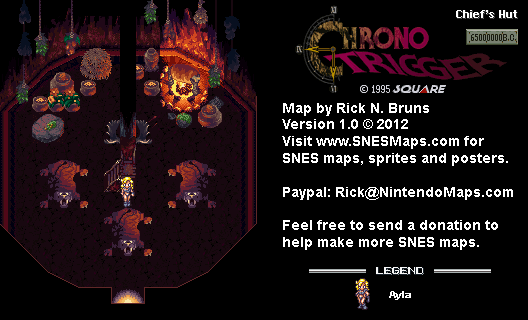 Chief's Hut
65000000B.C.
CHRONO
TRIGGER
© 1995 SQUARE
Map by Rick N. Bruns
Version 1.0 © 2012
Visit www.SNESMaps.com for
SNES maps, sprites and posters.
Paypal: Rick@NintendoMaps.com
Feel free to send a donation to
help make more SNES maps.
LEGEND
Ayla